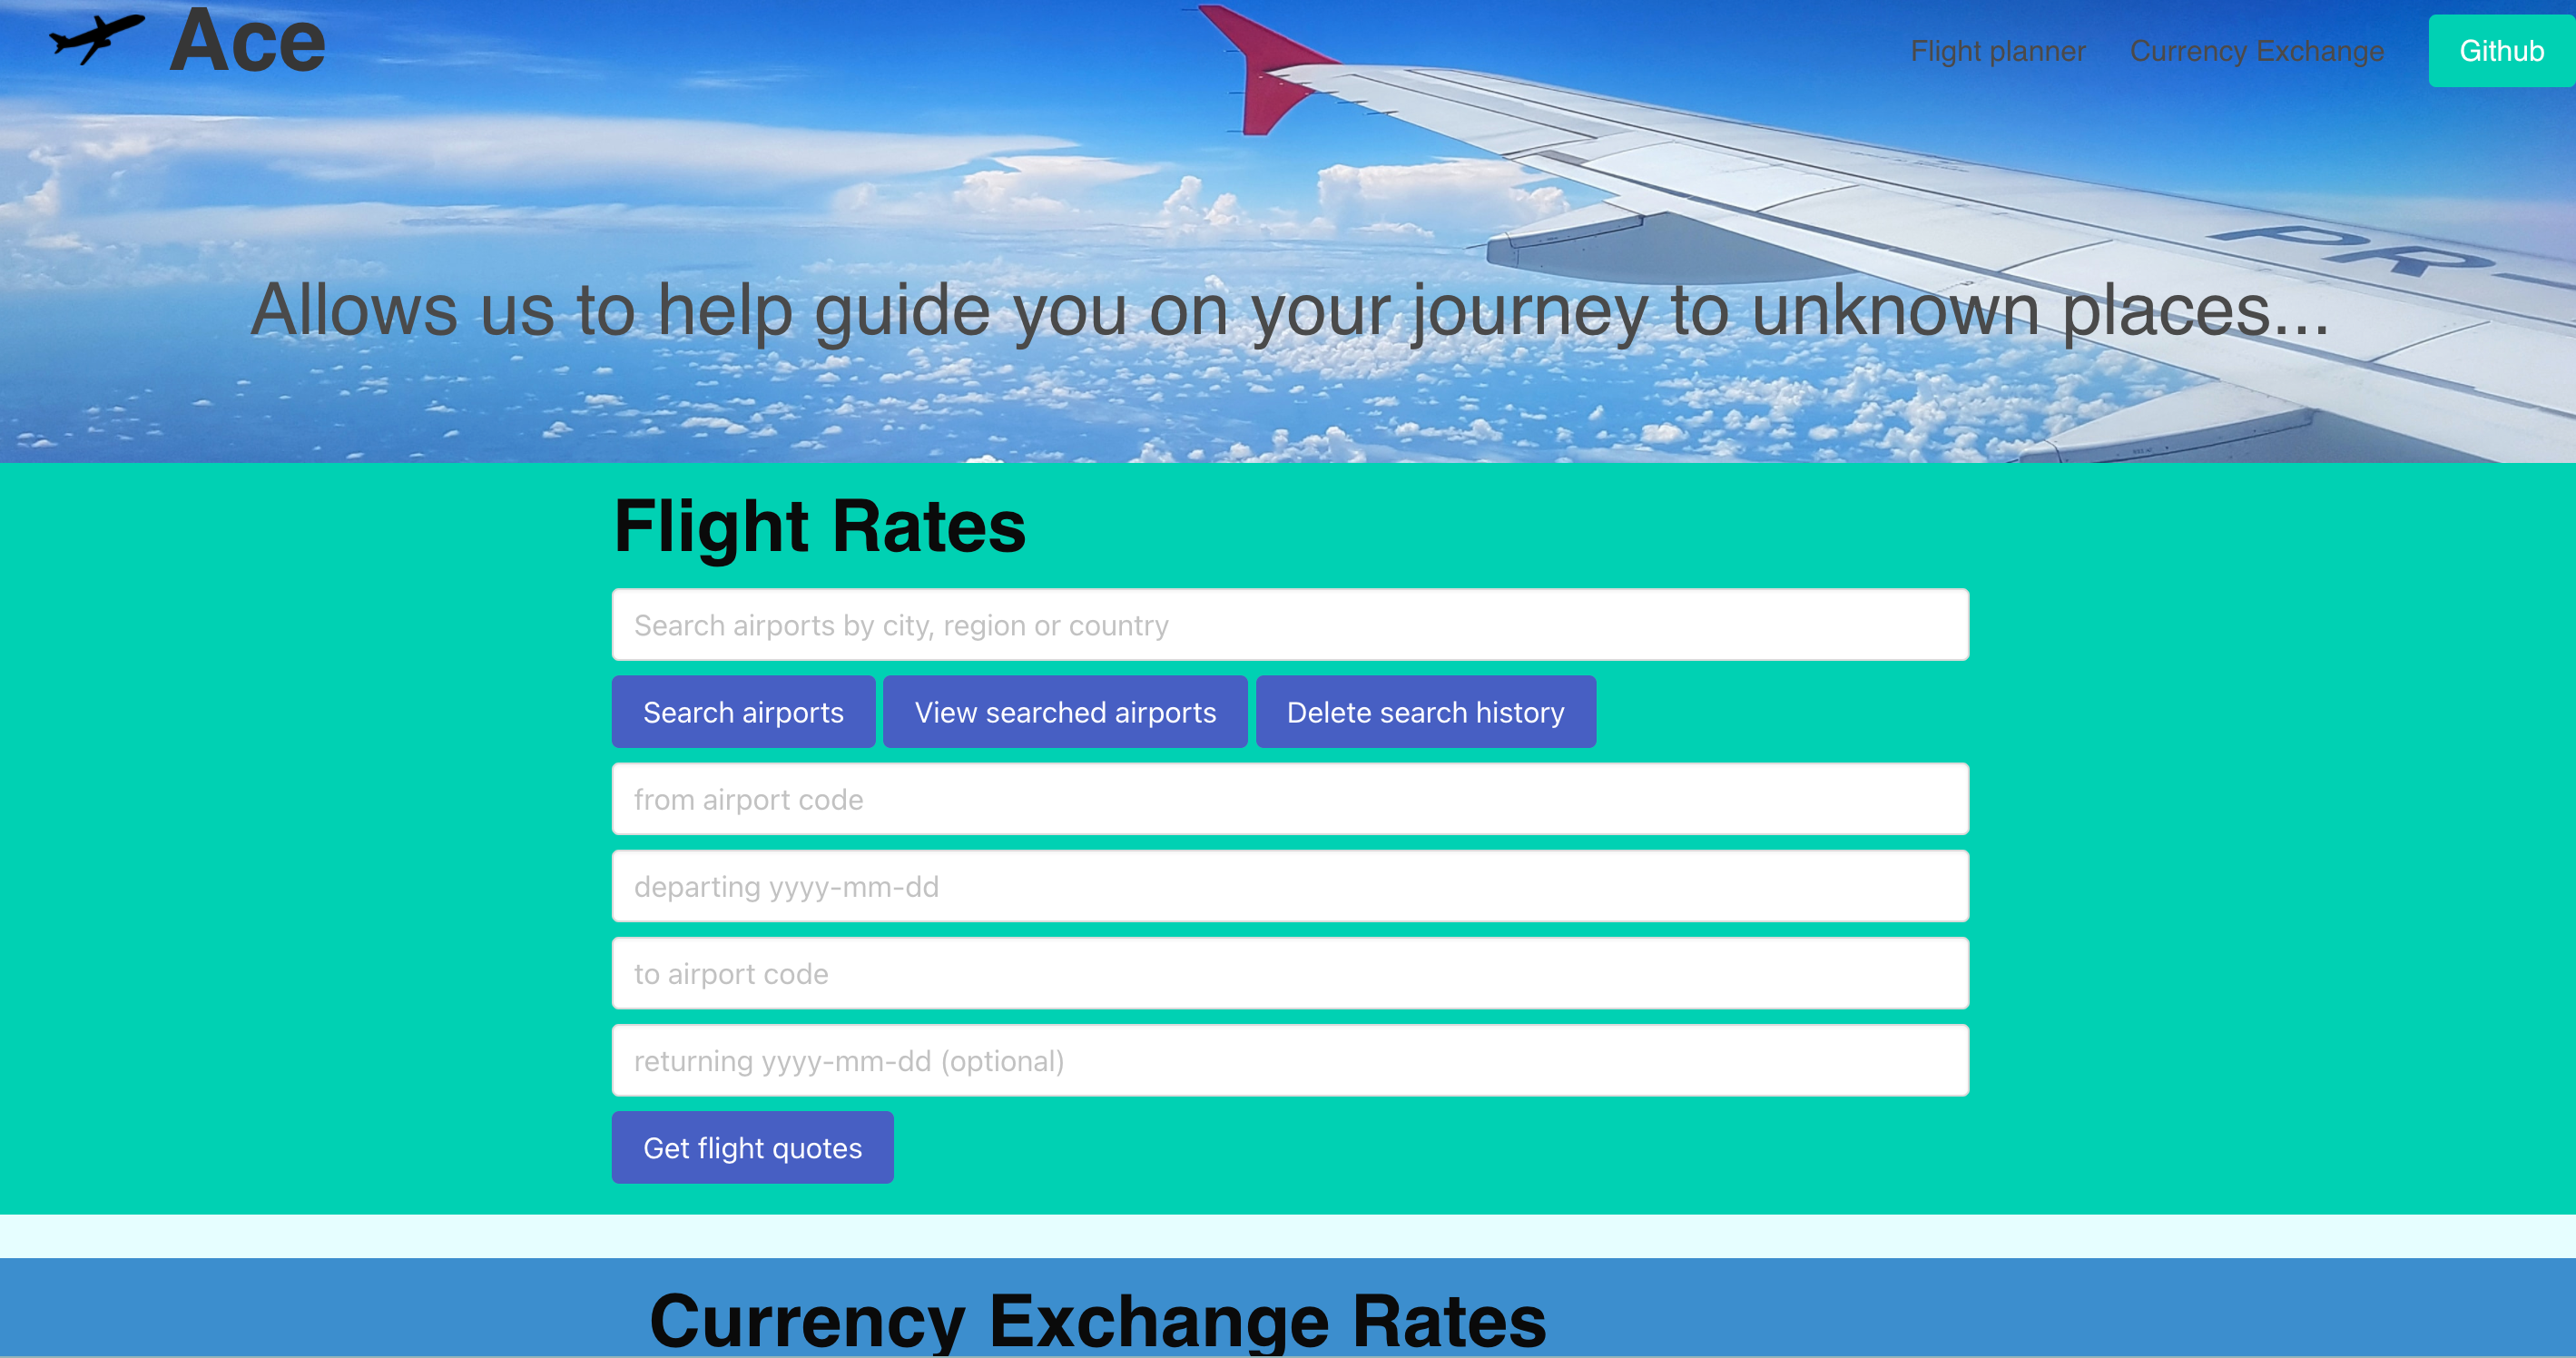 Ace
Flight planner Currency Exchange Github
PR-
Allows us to help guide you on your journey to unknown places...
Flight Rates
Search airports by city, region or country
Search airports View searched airports Delete search history
from airport code
departing yyyy-mm-dd
to airport code
returning yyyy-mm-dd (optional)
Get flight quotes
Currency Exchange Rates